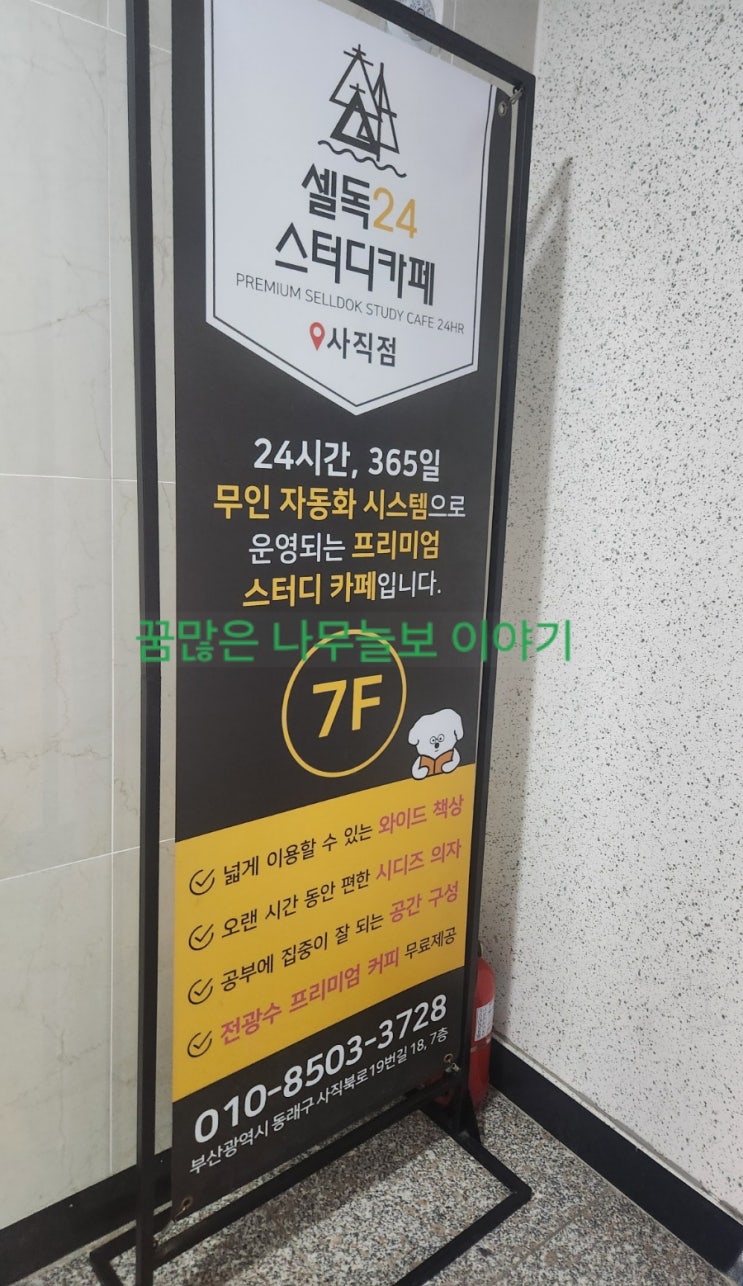 셀독24
스터디카페
PREMIUM SELLDOK STUDY CAFE 24HR
사직점
24시간, 365일
무인 자동화 시스템으로
운영되는 프리미엄
스터디 카페입니다.
꿈많은 나무늘보 이야기
7F
넓게 이용할 수 있는 와이드 책상
오랜 시간 동안 편한 시디즈 의자
공부에 집중이 잘 되는 공간 구성
전광수 프리미엄 커피 무료제공
010-8503-3728
부산광역시 동래구 사직북로19번길 18, 7층